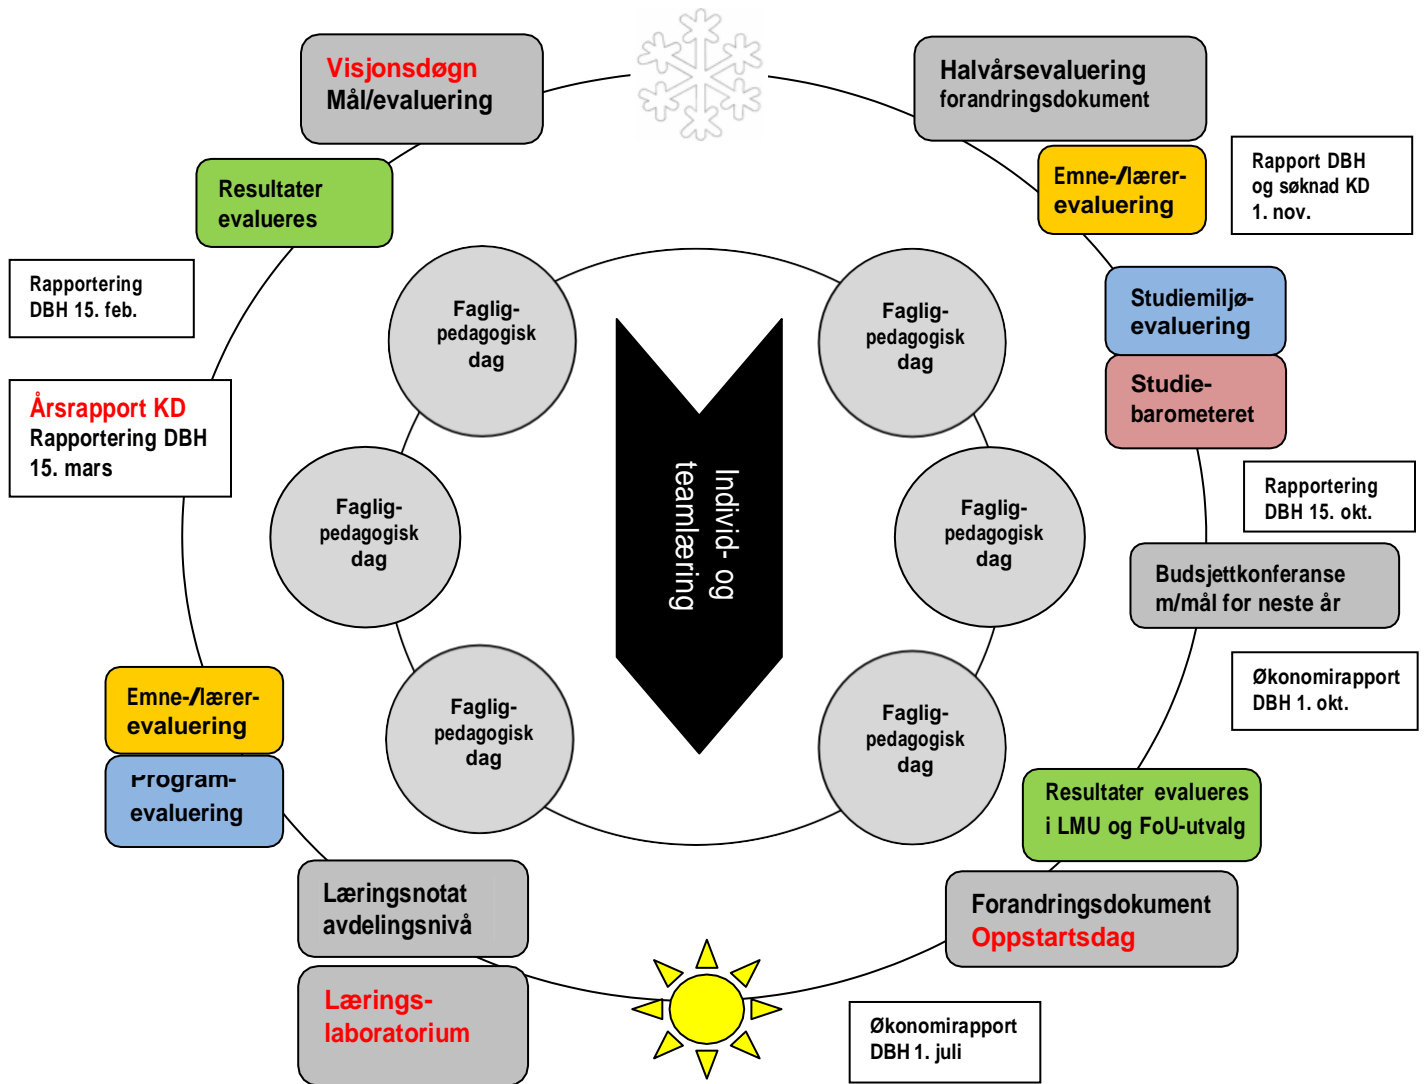 Visjonsdøgn
Mål/evaluering
Halvårsevaluering
forandringsdokument
Emne-/lærer-
evaluering
Rapport DBH
og søknad KD
1. nov.
Resultater
evalueres
Rapportering
DBH 15. feb.
Studiemiljø-
evaluering
Studie-
barometeret
Årsrapport KD
Rapportering DBH
15. mars
Rapportering
DBH 15. okt.
Faglig-
pedagogisk
dag
Faglig-
pedagogisk
dag
Faglig-
pedagogisk
dag
Individ- og
teamlæring
Faglig-
pedagogisk
dag
Faglig-
pedagogisk
dag
Faglig-
pedagogisk
dag
Budsjettkonferanse
m/mål for neste år
Økonomirapport
DBH 1. okt.
Emne-/lærer-
evaluering
Program-
evaluering
Resultater evalueres
i LMU og FoU-utvalg
Læringsnotat
avdelingsnivå
Forandringsdokument
Oppstartsdag
Lærings-
laboratorium
Økonomirapport
DBH 1. juli